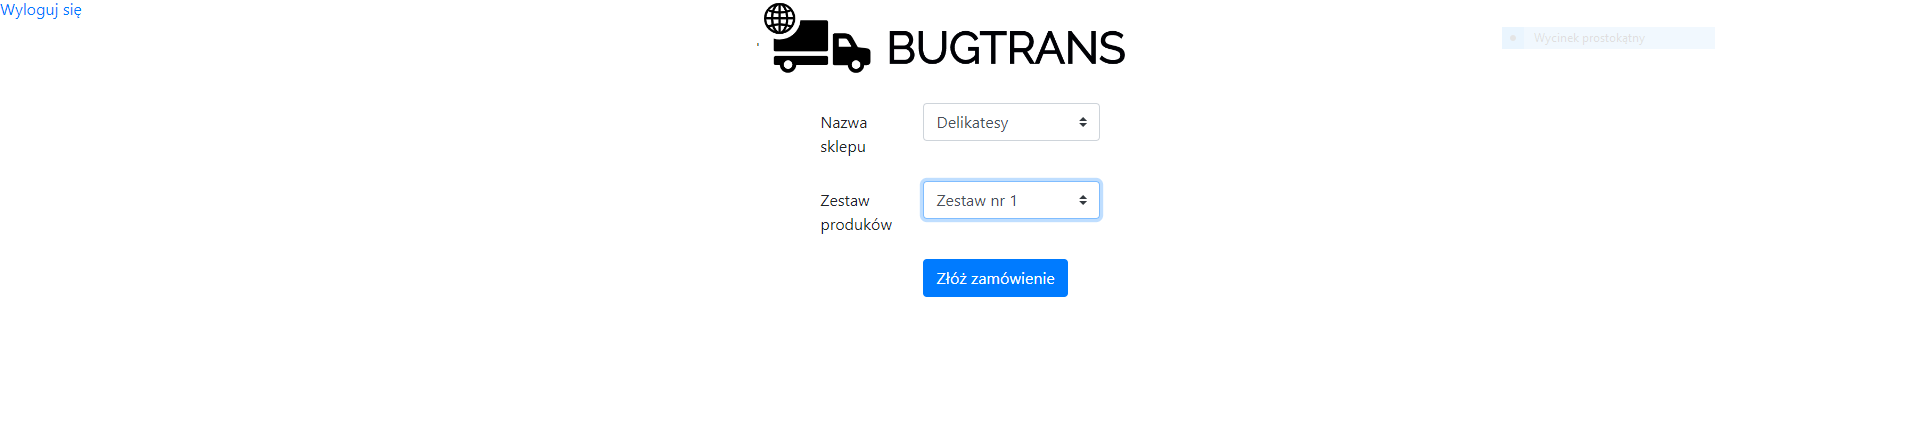 Wyloguj się
BUGTRANS
Wycinek prostokątny
Nazwa sklepu
Delikatesy
Zestaw produków
Zestaw nr 1
Złóż zamówienie